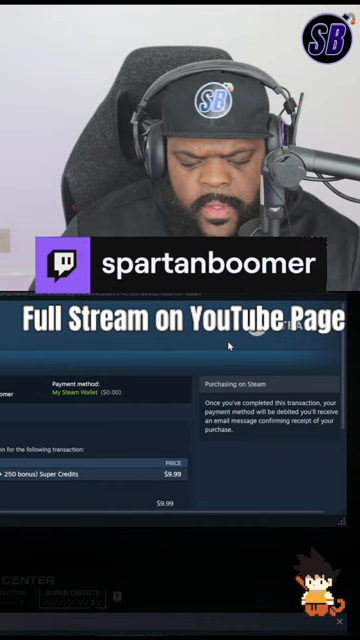 SB
SB
spartanboomer
Full Stream on YouTube Page
Payment method:
My Steam Wallet ($0.00)
Purchasing on Steam
Once you've completed this transaction, your
payment method will be debited you'll receive
an email message confirming receipt of your
purchase.
on for the following transaction:
PRICE
+ 250 bonus) Super Credits
$9.99
$9.99
CENTER
SUPER CREDITS